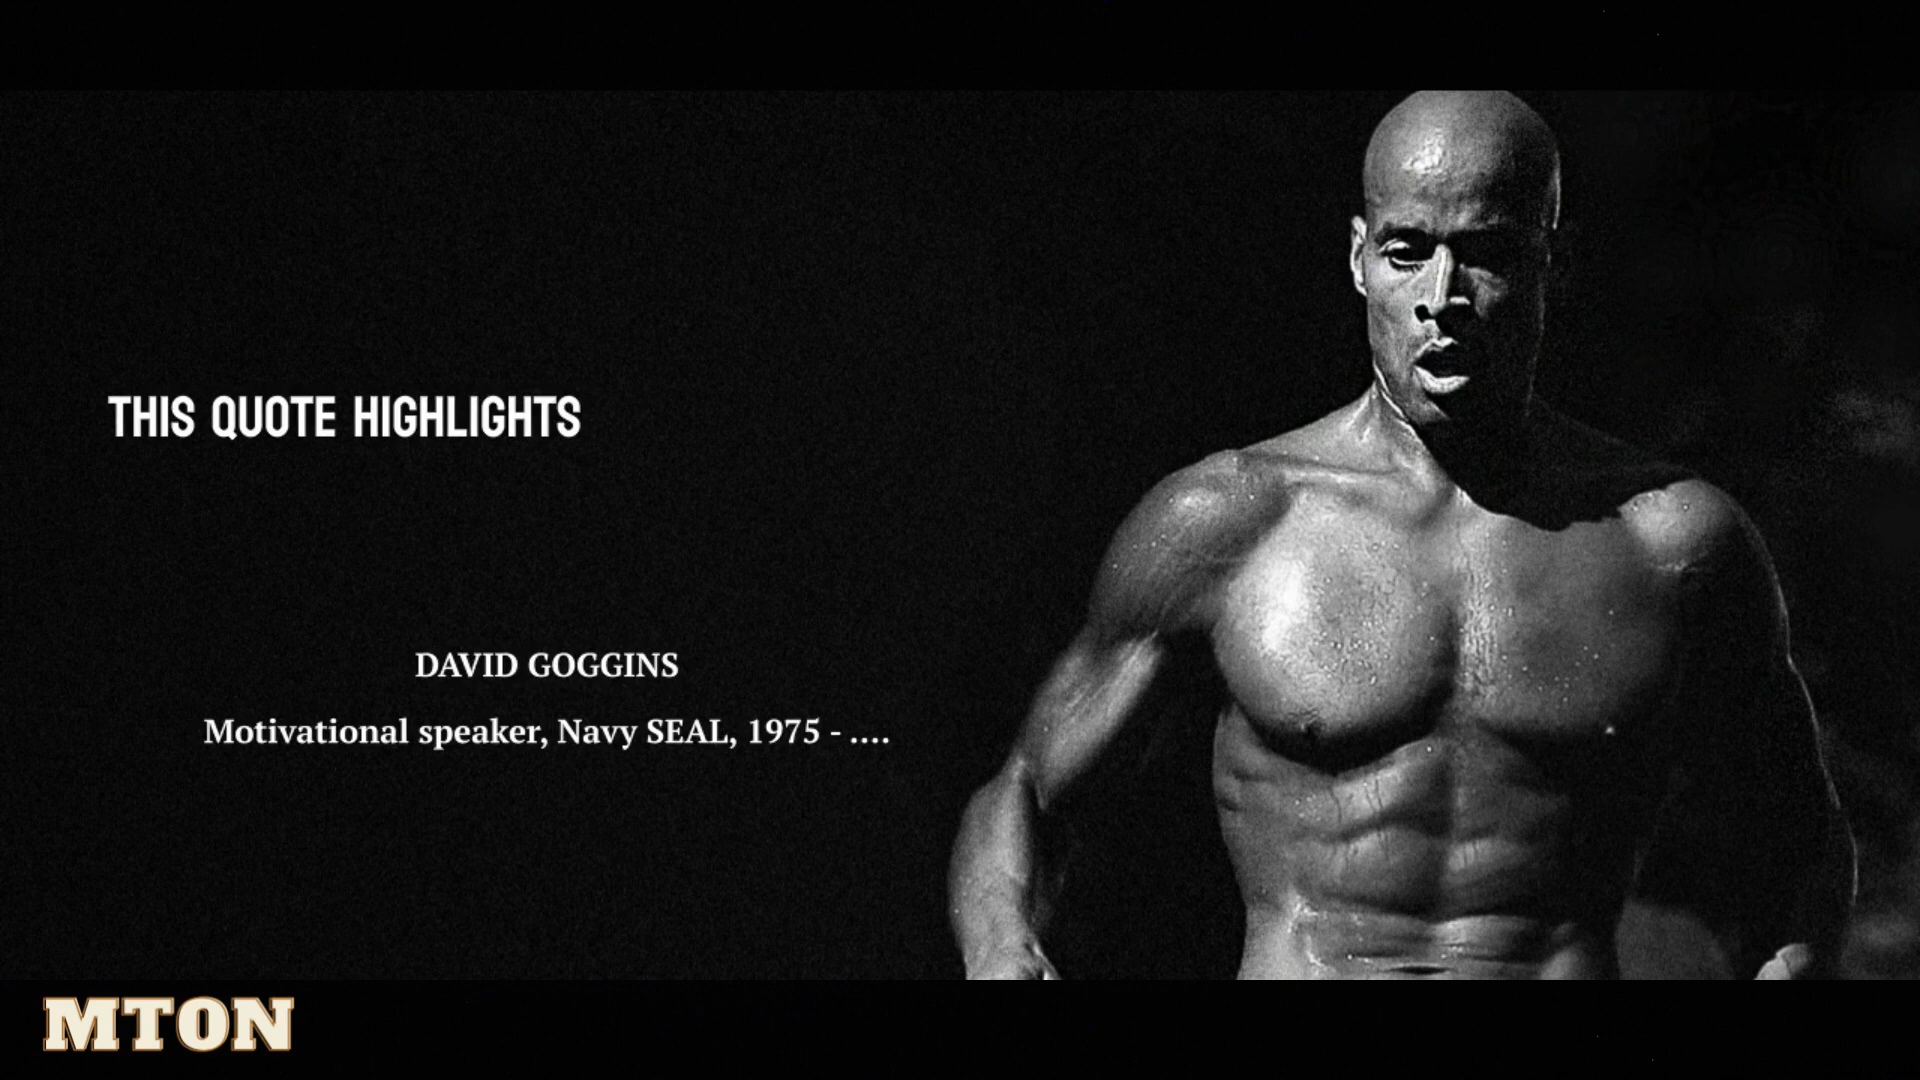 THIS QUOTE HIGHLIGHTS
DAVID GOGGINS
Motivational speaker, Navy SEAL, 1975 - ....
MTON